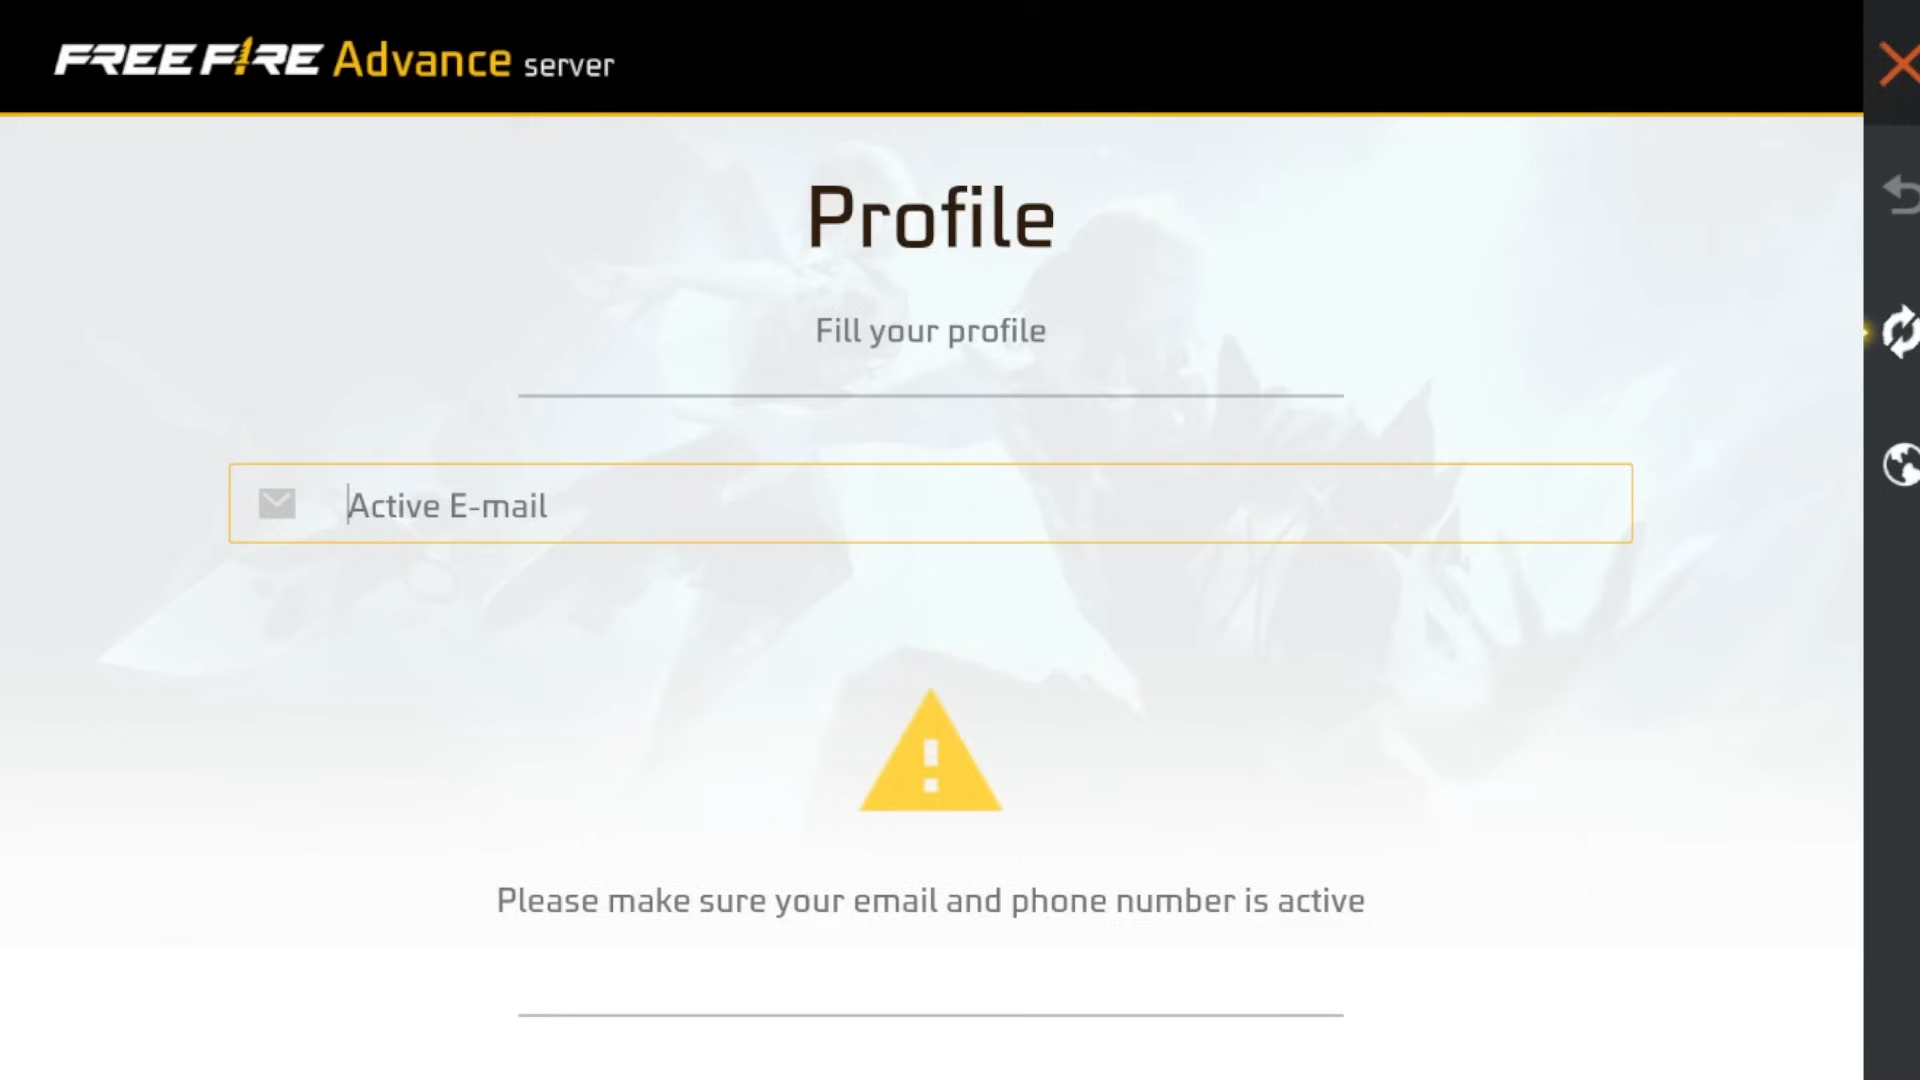 FREE FIRE Advance server
Profile
Fill your profile
Active E-mail
Please make sure your email and phone number is active